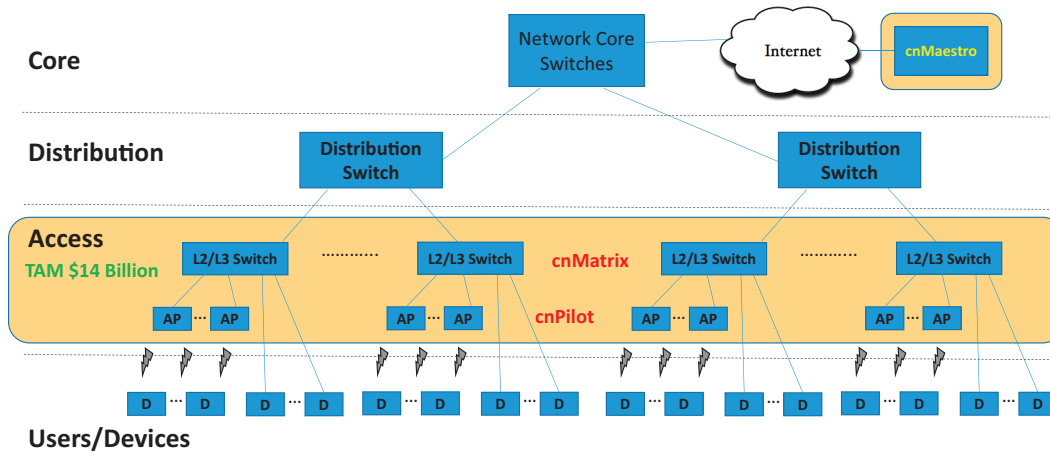 Core
Network Core
Switches
Internet
cnMaestro
Distribution
Distribution
Switch
Distribution
Switch
Access
TAM $14 Billion
L2/L3 Switch
............
L2/L3 Switch
cnMatrix
L2/L3 Switch
............
L2/L3 Switch
AP ... AP
AP ... AP
cnPilot
AP ... AP
AP ... AP
D ... D
D ... D
D ... D
D ... D
D ... D
D ... D
D ... D
D ... D
Users/Devices